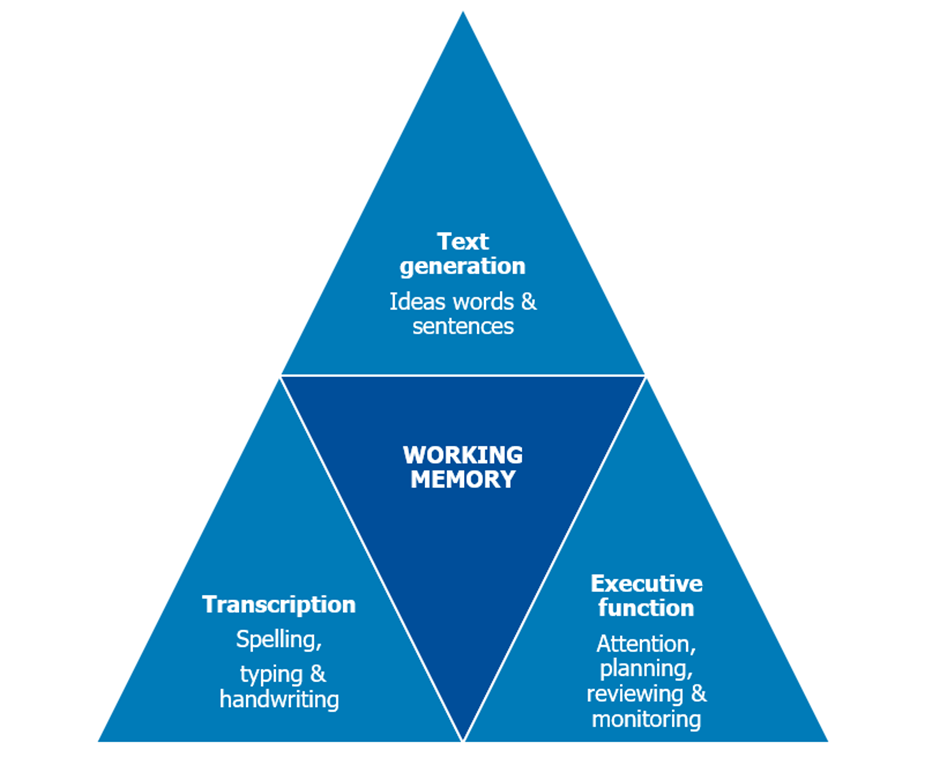 Text
generation
Ideas words &
sentences
WORKING
MEMORY
Transcription
Spelling,
typing &
handwriting
Executive
function
Attention,
planning,
reviewing &
monitoring